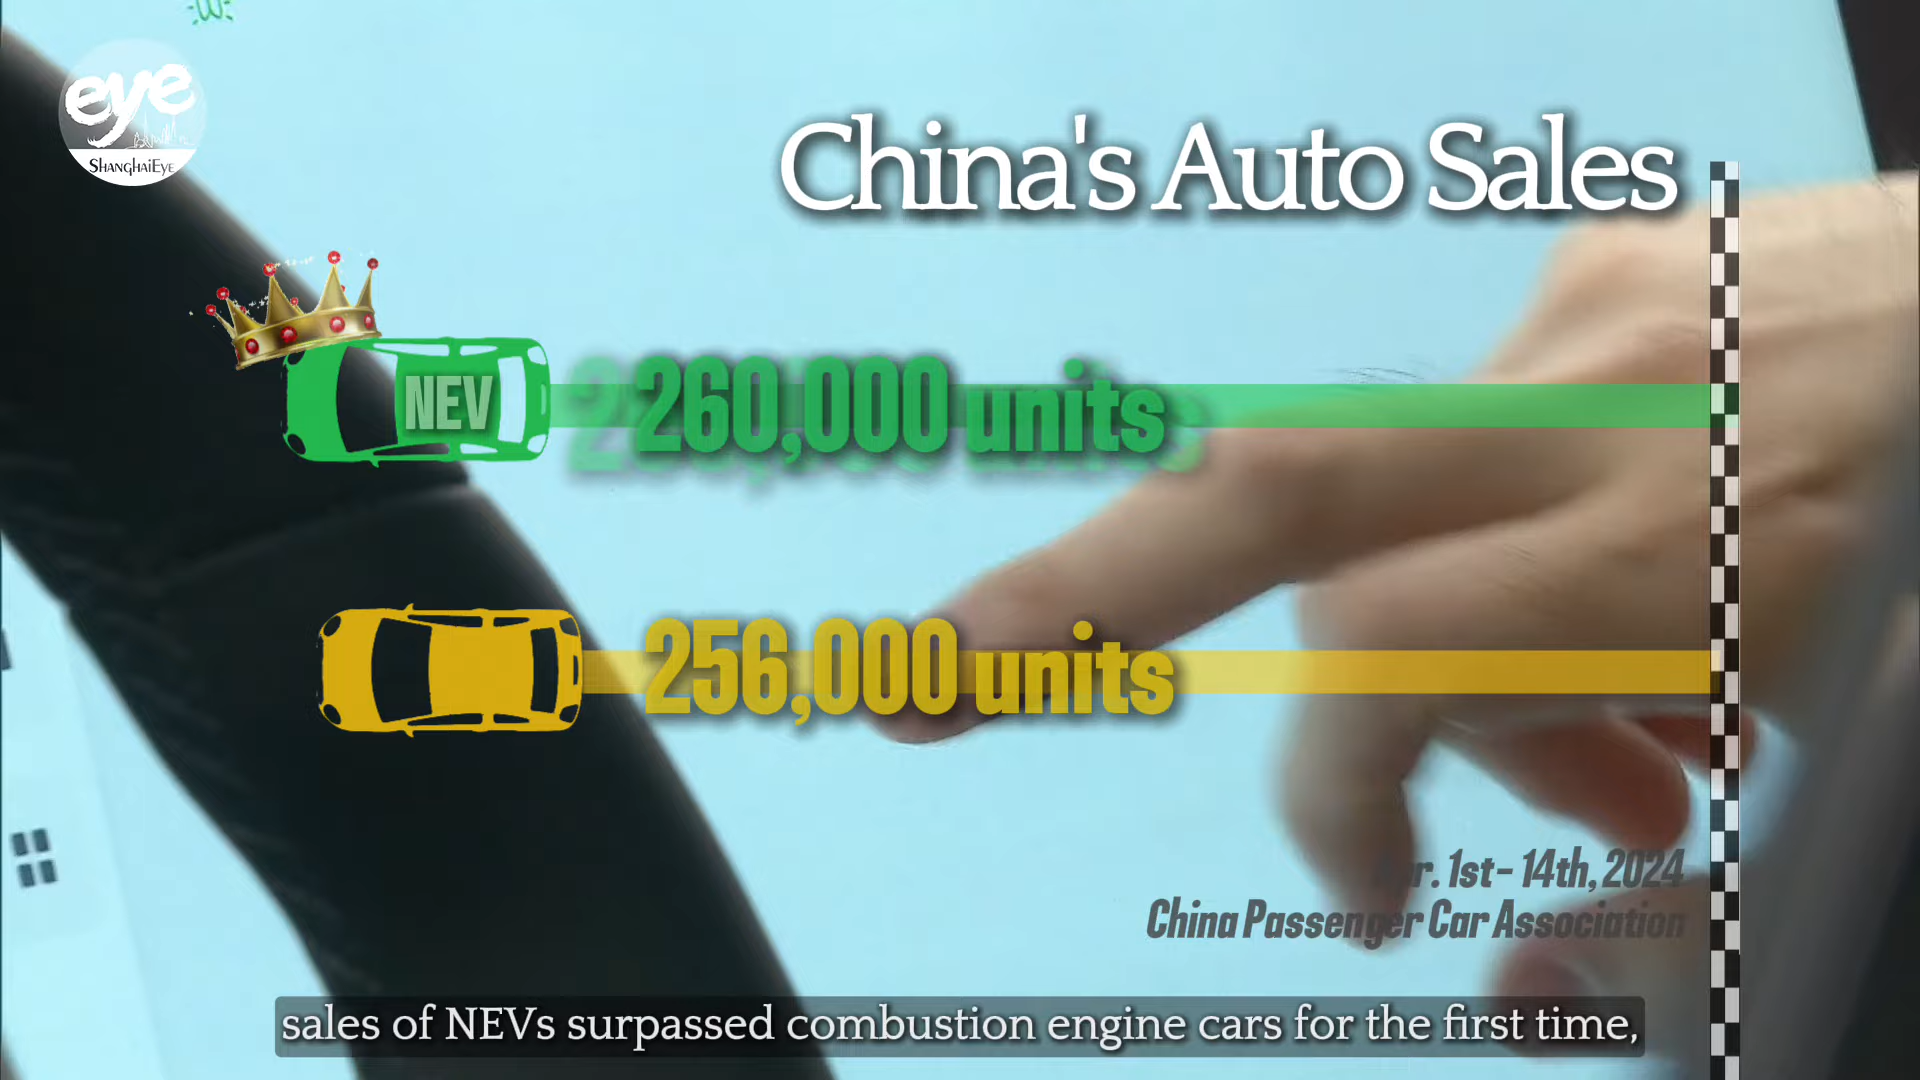 eye
SHANGHAIEYE
China's Auto Sales
NEV
260,000 units
256,000 units
1st- 14th, 2024
China Passenger Car Association
sales of NEVs surpassed combustion engine cars for the first time,